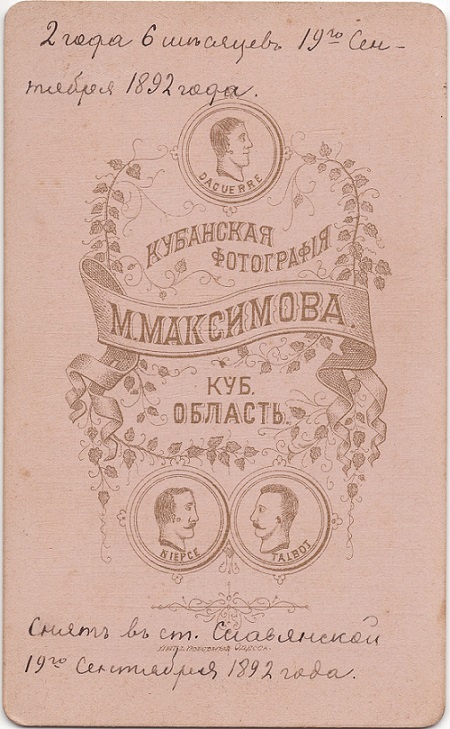 2 года 6 мѣсяцевъ 19го Сен-
тября 1892 года.
DAGUERRE
КУБАНСКАЯ
ФОТОГРАФІЯ
М. МАКСИМОВА.
КУБ.
ОБЛАСТЬ.
NIEPCE
TALBOT
Снятъ въ ст. Славянской
Одесса.
19го Сентября 1892 года.